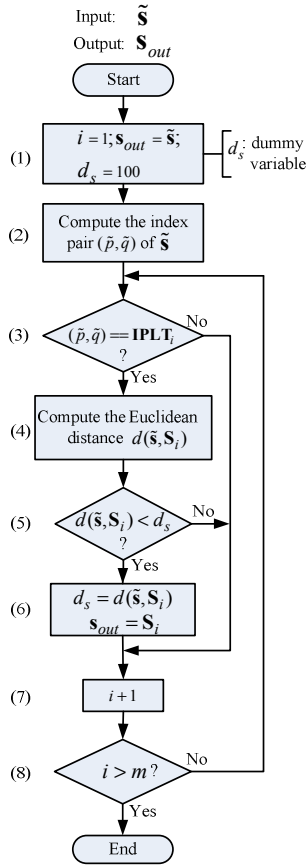 Input: s̃
Output: s_out
Start
(1)
i = 1; s_out = s̃;
d_s = 100
d_s: dummy
variable
(2)
Compute the index
pair (p̃, q̃) of s̃
(3)
(p̃, q̃) == IPLT_i
?
No
Yes
(4)
Compute the Euclidean
distance d(s̃, S_i)
(5)
d(s̃, S_i) < d_s
?
No
Yes
(6)
d_s = d(s̃, S_i)
s_out = S_i
(7)
i+1
(8)
i > m ?
No
Yes
End